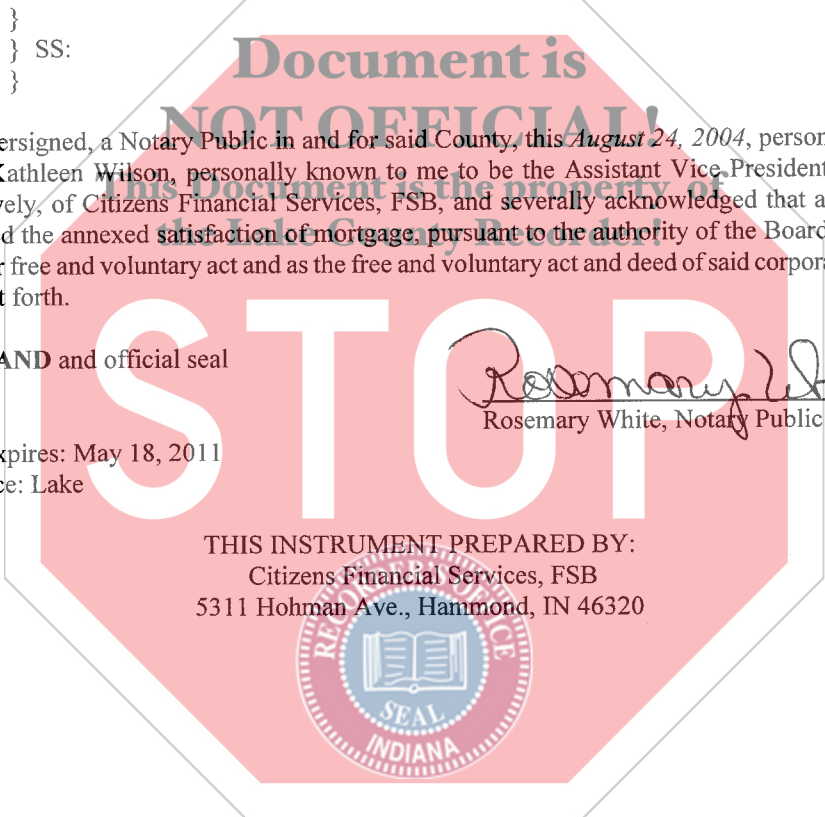 }
} SS:
}
Document is
NOT OFFICIAL!
ersigned, a Notary Public in and for said County, this August 24, 2004, person
Kathleen Wilson, personally known to me to be the Assistant Vice President
This Document is the property of
vely, of Citizens Financial Services, FSB, and severally acknowledged that a
the Lake County Recorder!
d the annexed satisfaction of mortgage, pursuant to the authority of the Board
r free and voluntary act and as the free and voluntary act and deed of said corpora
t forth.
STOP
AND and official seal
Rosemary Wh
Rosemary White, Notary Public
xpires: May 18, 2011
ce: Lake
THIS INSTRUMENT PREPARED BY:
Citizens Financial Services, FSB
5311 Hohman Ave., Hammond, IN 46320
RECORDER'S OFFICE
SEAL
INDIANA